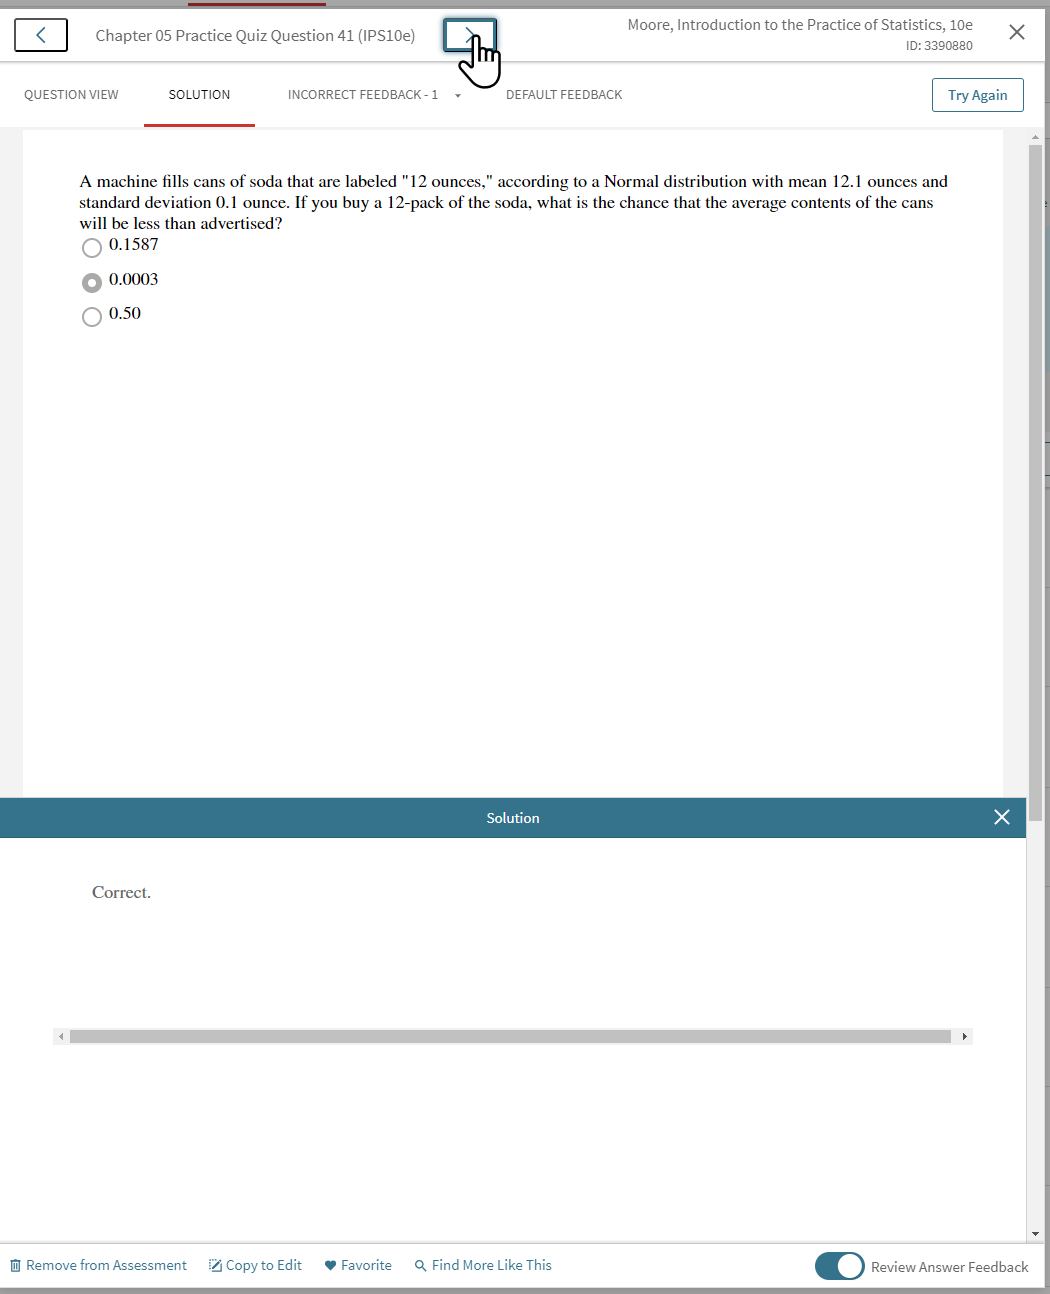 Chapter 05 Practice Quiz Question 41 (IPS10e)
Moore, Introduction to the Practice of Statistics, 10e
ID: 3390880
QUESTION VIEW
SOLUTION
INCORRECT FEEDBACK - 1
DEFAULT FEEDBACK
Try Again
A machine fills cans of soda that are labeled "12 ounces," according to a Normal distribution with mean 12.1 ounces and
standard deviation 0.1 ounce. If you buy a 12-pack of the soda, what is the chance that the average contents of the cans
will be less than advertised?
0.1587
0.0003
0.50
Solution
Correct.
Remove from Assessment
Copy to Edit
Favorite
Find More Like This
Review Answer Feedback